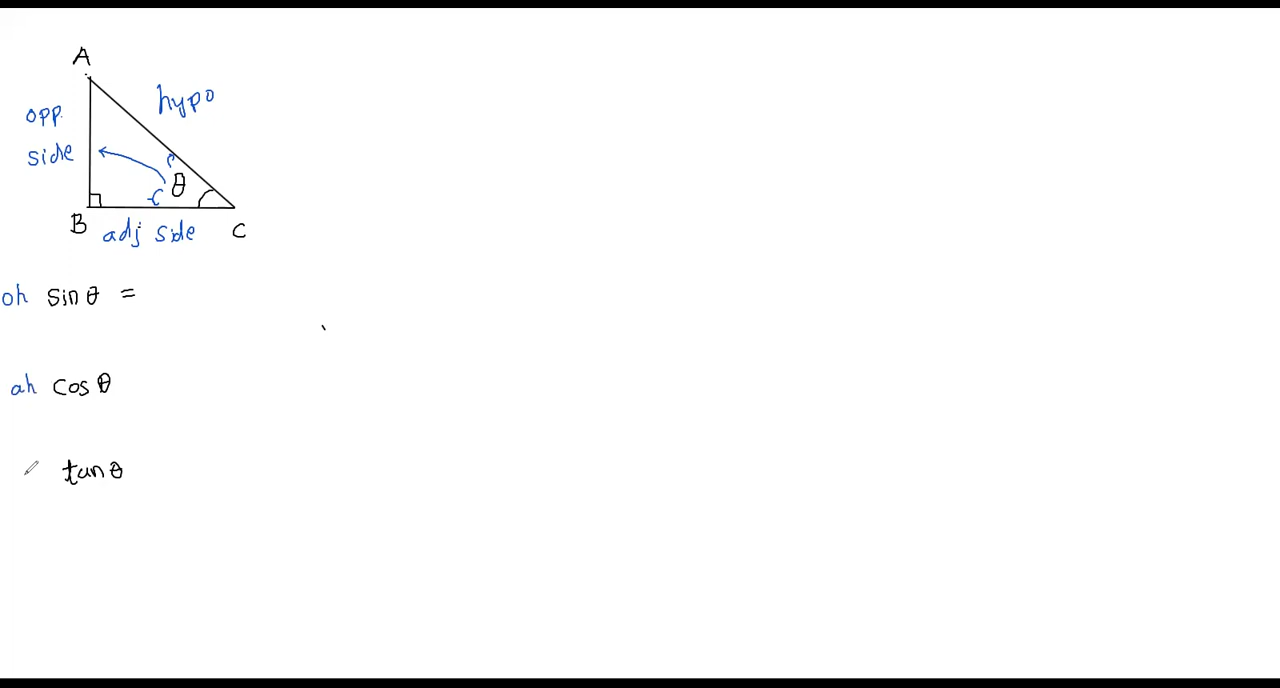 A
hypo
opp.
side
θ
B
adj side
C
oh sin θ =
ah cos θ
tan θ